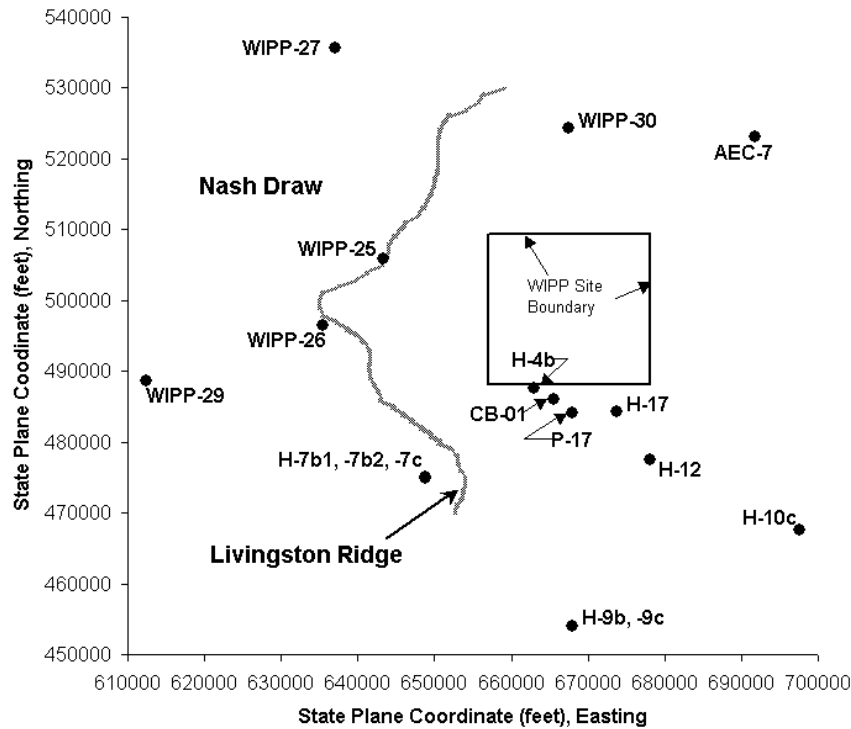 540000
WIPP-27
530000
WIPP-30
520000
AEC-7
Nash Draw
510000
WIPP-25
500000
WIPP Site
Boundary
WIPP-26
490000
H-4b
WIPP-29
CB-01
H-17
480000
P-17
H-7b1, -7b2, -7c
H-12
470000
H-10c
Livingston Ridge
460000
H-9b, -9c
450000
610000 620000 630000 640000 650000 660000 670000 680000 690000 700000
State Plane Coordinate (feet), Easting
State Plane Coodinate (feet), Northing